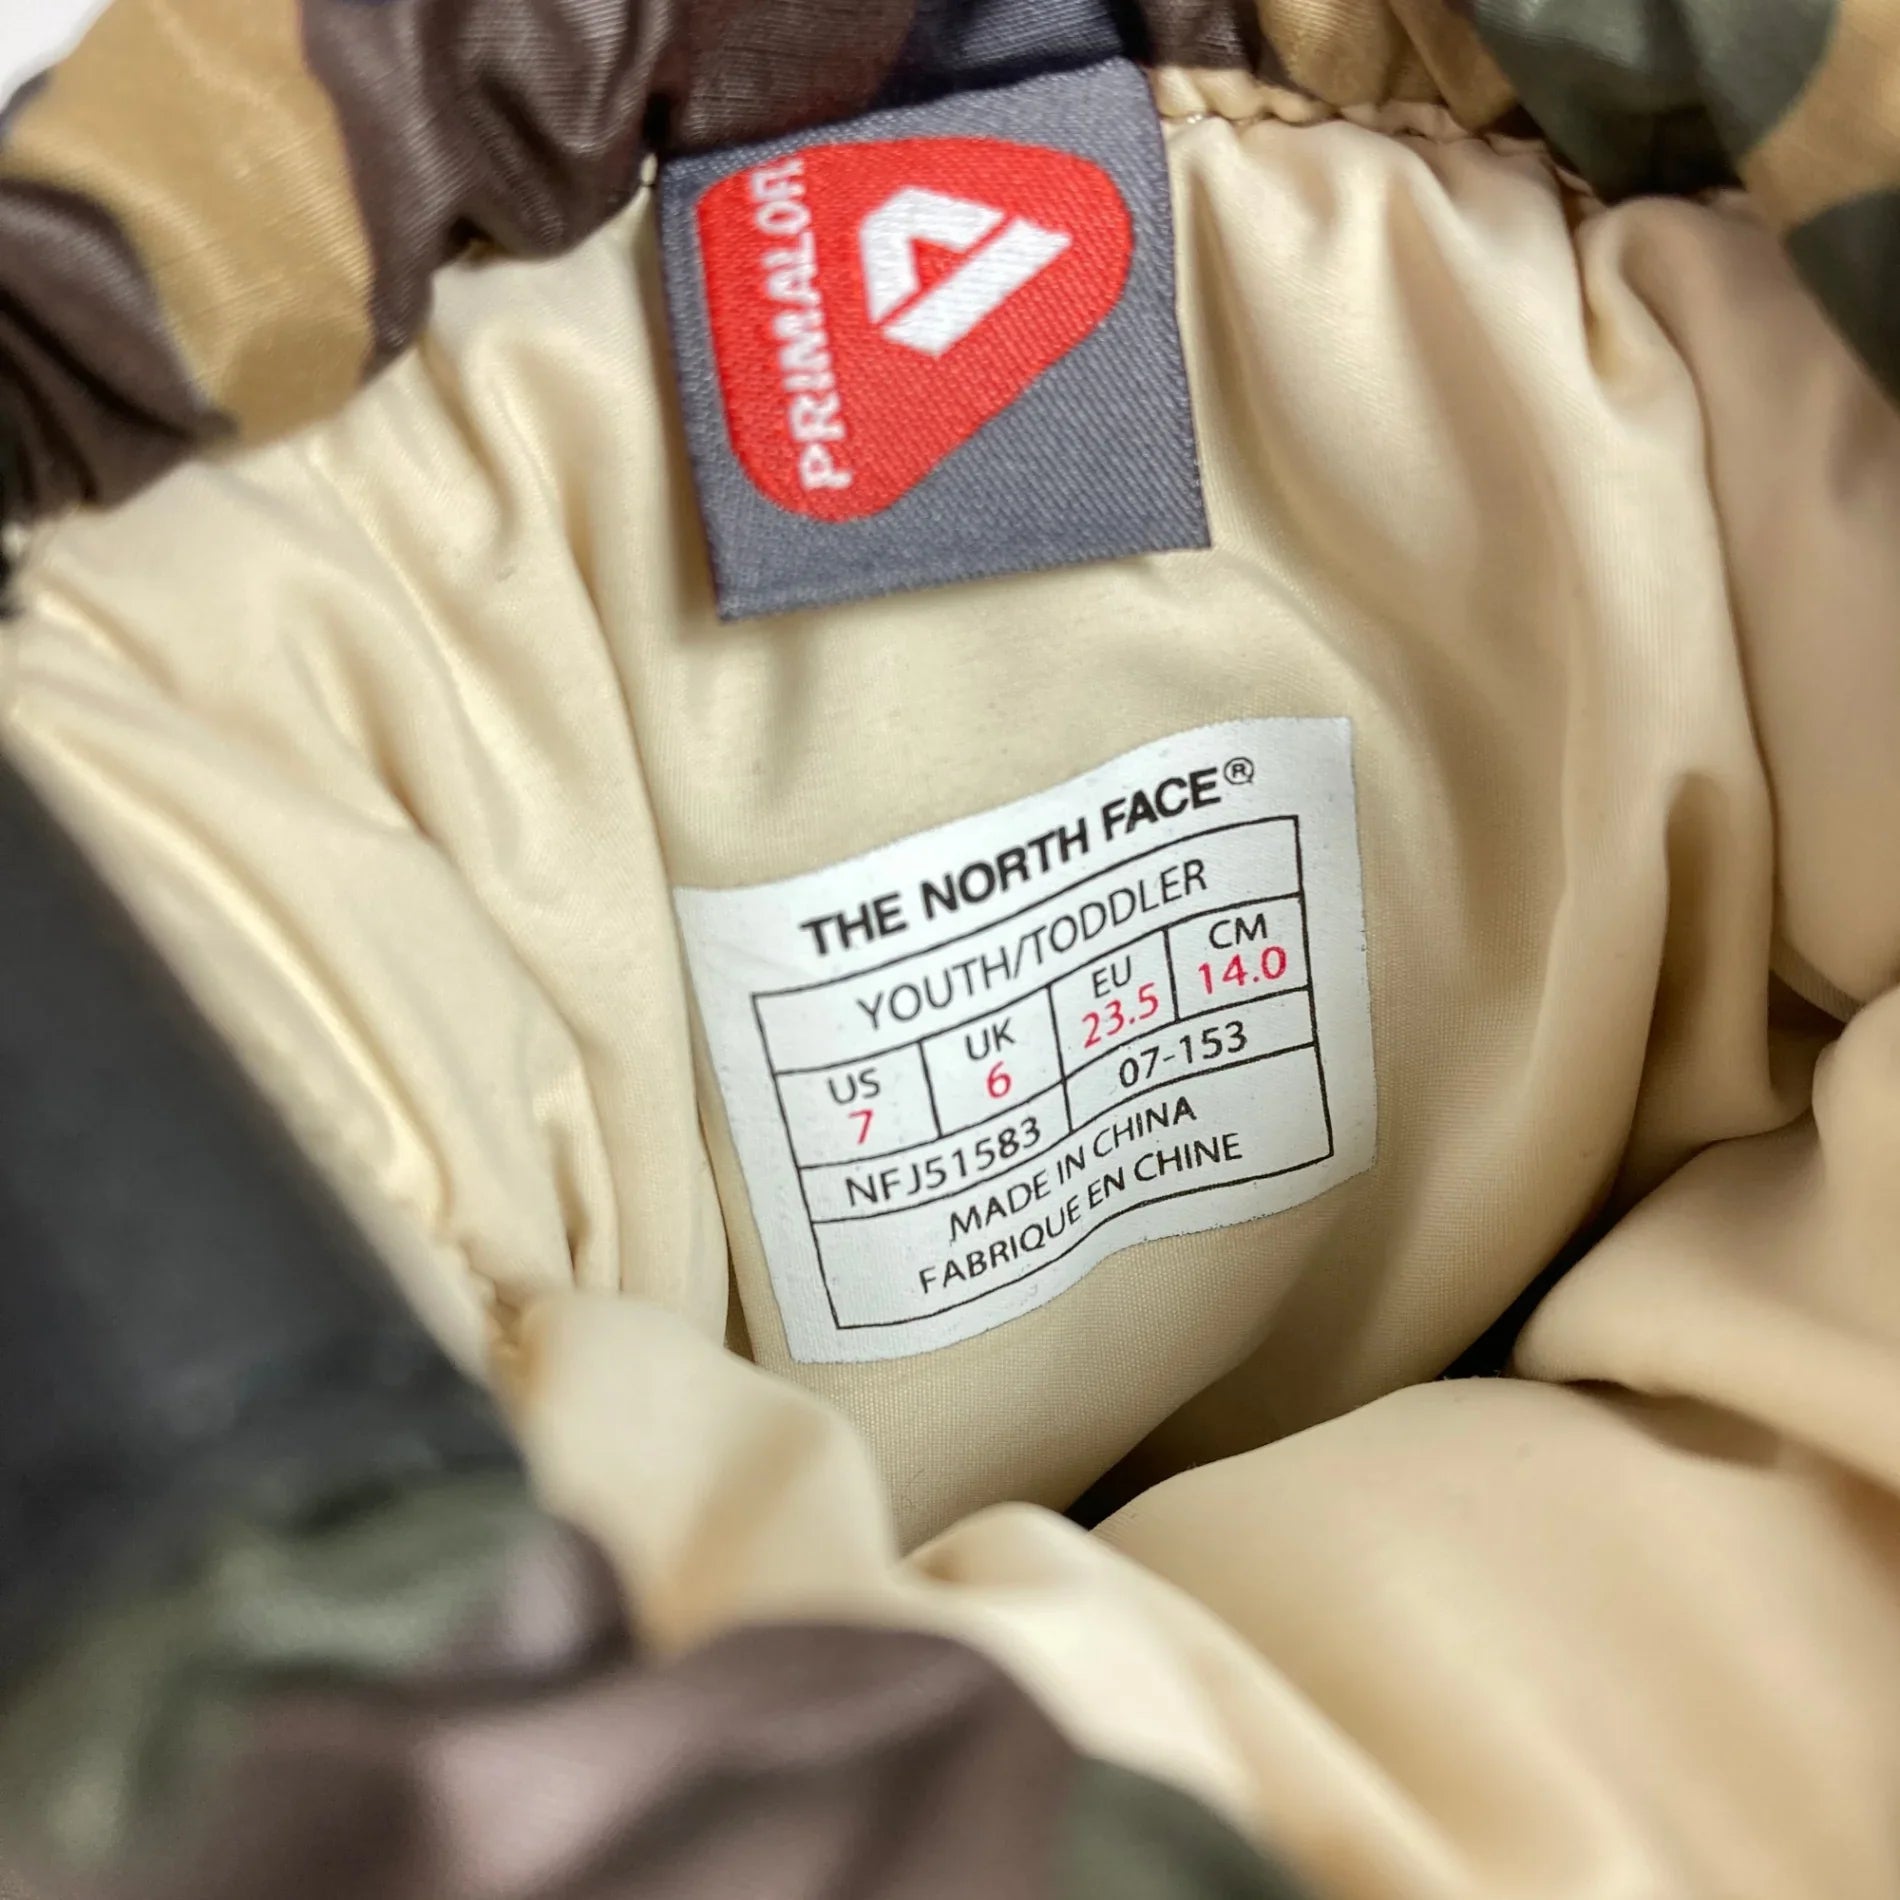 PRIMALOFT
THE NORTH FACE®
YOUTH/TODDLER
US UK EU CM
7 6 23.5 14.0
NFJ51583 07-153
MADE IN CHINA
FABRIQUE EN CHINE